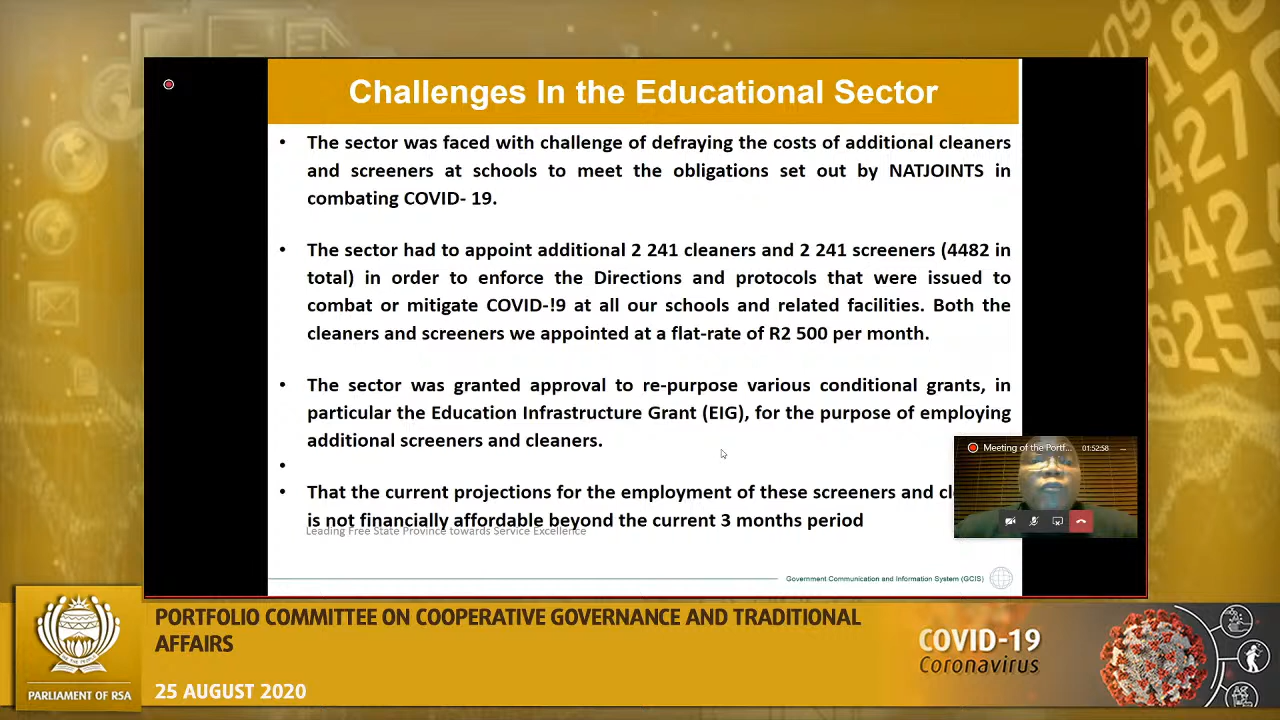 Challenges In the Educational Sector
• The sector was faced with challenge of defraying the costs of additional cleaners
and screeners at schools to meet the obligations set out by NATJOINTS in
combating COVID- 19.
• The sector had to appoint additional 2 241 cleaners and 2 241 screeners (4482 in
total) in order to enforce the Directions and protocols that were issued to
combat or mitigate COVID-!9 at all our schools and related facilities. Both the
cleaners and screeners we appointed at a flat-rate of R2 500 per month.
• The sector was granted approval to re-purpose various conditional grants, in
particular the Education Infrastructure Grant (EIG), for the purpose of employing
additional screeners and cleaners.
•
• That the current projections for the employment of these screeners and
is not financially affordable beyond the current 3 months period
Leading Free State Province towards Service Excellence
Meeting of the Portf... 01:52:58 ...
Government Communication and Information System (GCIS)
PORTFOLIO COMMITTEE ON COOPERATIVE GOVERNANCE AND TRADITIONAL
AFFAIRS
25 AUGUST 2020
PARLIAMENT OF RSA
COVID-19
Coronavirus